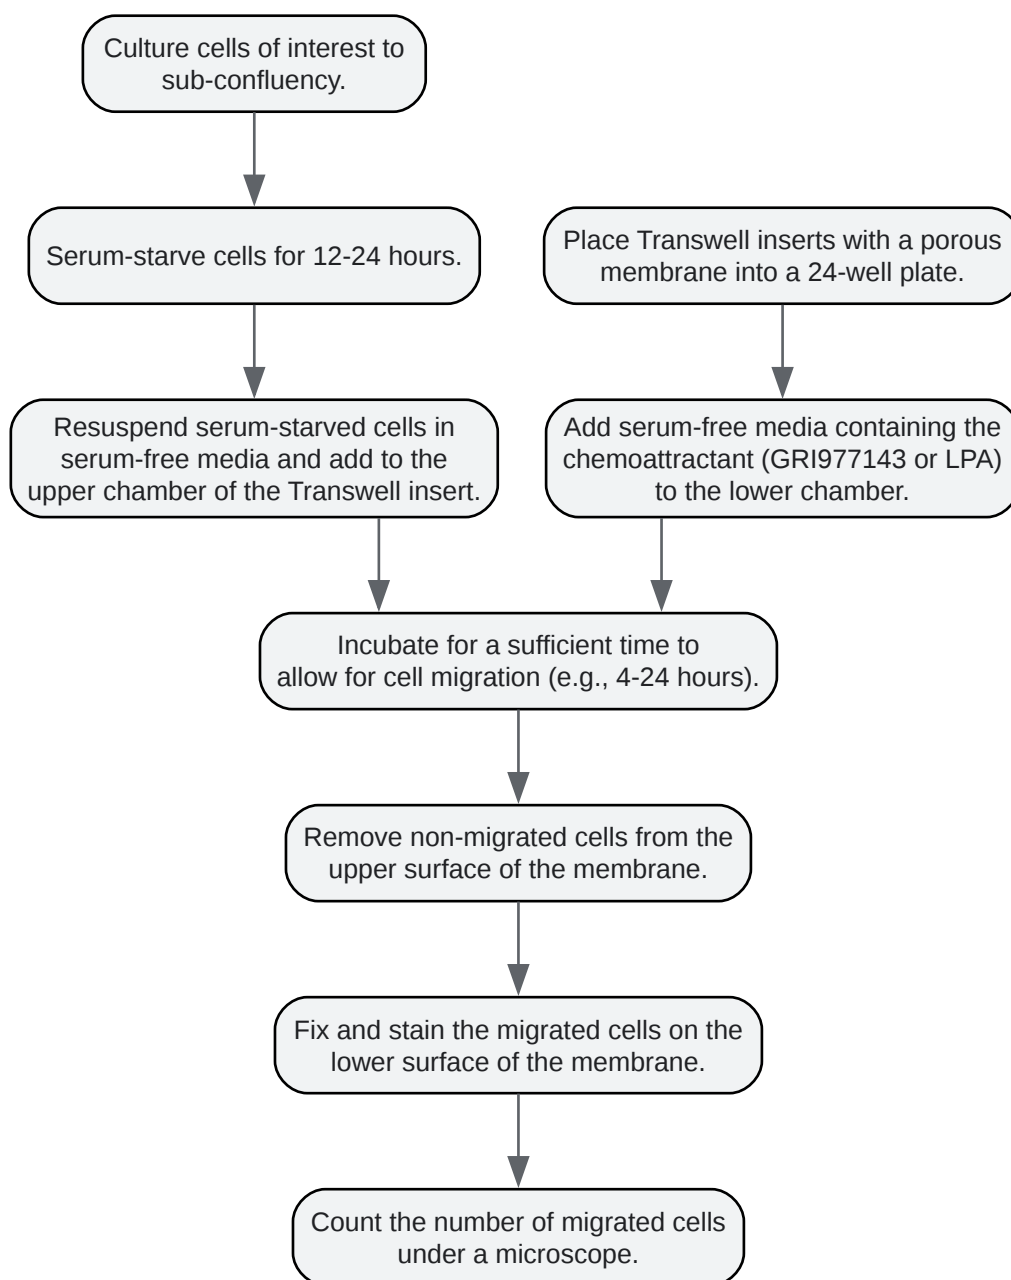 Culture cells of interest to
sub-confluency.
Serum-starve cells for 12-24 hours.
Place Transwell inserts with a porous
membrane into a 24-well plate.
Resuspend serum-starved cells in
serum-free media and add to the
upper chamber of the Transwell insert.
Add serum-free media containing the
chemoattractant (GRI977143 or LPA)
to the lower chamber.
Incubate for a sufficient time to
allow for cell migration (e.g., 4-24 hours).
Remove non-migrated cells from the
upper surface of the membrane.
Fix and stain the migrated cells on the
lower surface of the membrane.
Count the number of migrated cells
under a microscope.